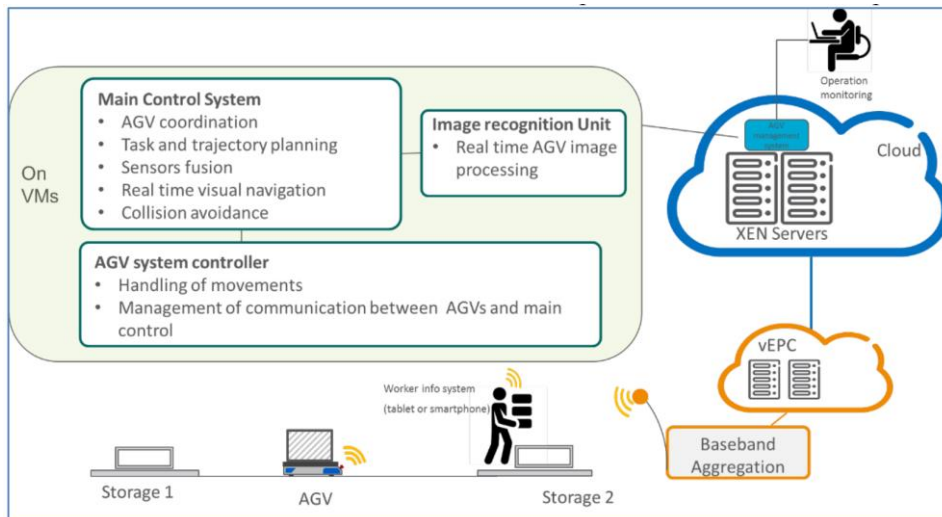 Operation
monitoring
Main Control System
• AGV coordination
• Task and trajectory planning
• Sensors fusion
• Real time visual navigation
• Collision avoidance
Image recognition Unit
• Real time AGV image
processing
AGV management
system
Cloud
On
VMs
XEN Servers
AGV system controller
• Handling of movements
• Management of communication between AGVs and main
control
vEPC
Worker info system
(tablet or smartphone)
Baseband
Aggregation
Storage 1
AGV
Storage 2